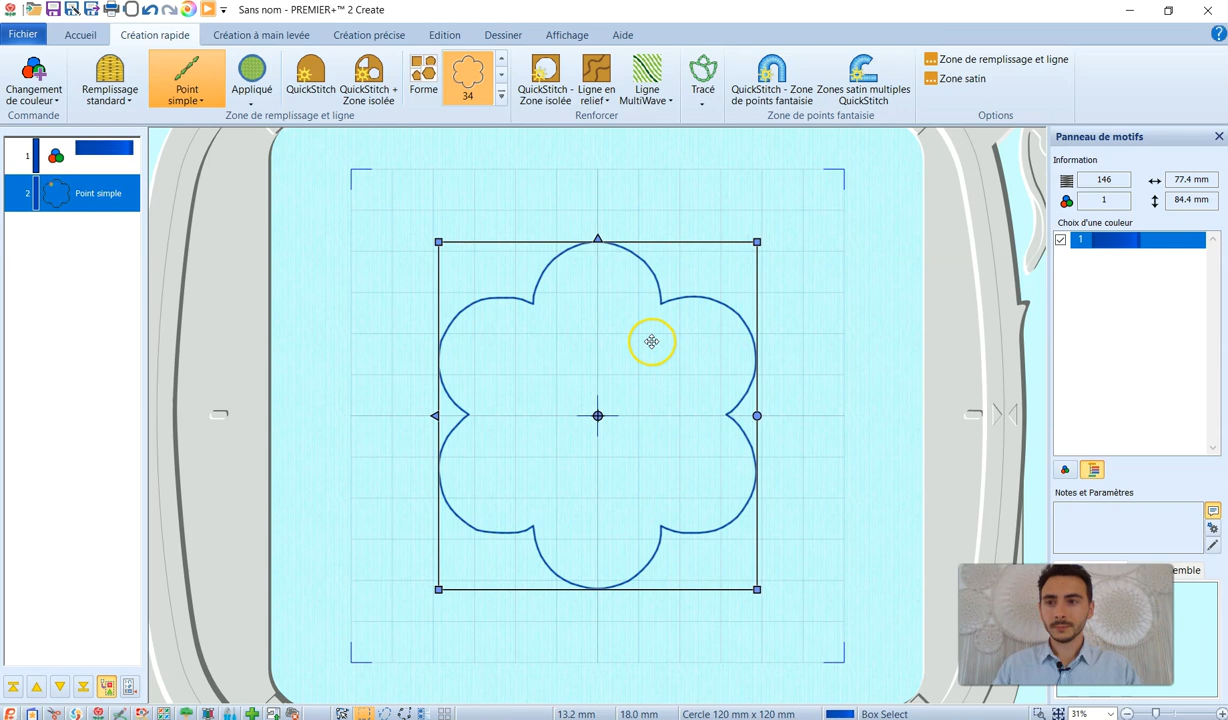 Sans nom - PREMIER+™ 2 Create
Fichier Accueil Création rapide Création à main levée Création précise Edition Dessiner Affichage Aide
Changement de couleur
Remplissage standard
Point simple
Appliqué
QuickStitch
QuickStitch + Zone isolée
Forme
34
QuickStitch - Zone isolée
Ligne en relief
Ligne MultiWave
Tracé
QuickStitch - Zone de points fantaisie
Zones satin multiples QuickStitch
Zone de remplissage et ligne
Zone satin
Commande
Zone de remplissage et ligne
Renforcer
Zone de points fantaisie
Options
1
2 Point simple
Panneau de motifs
Information
146 77.4 mm
1 84.4 mm
Choix d'une couleur
1
Notes et Paramètres
13.2 mm 18.0 mm Cercle 120 mm x 120 mm Box Select 31%